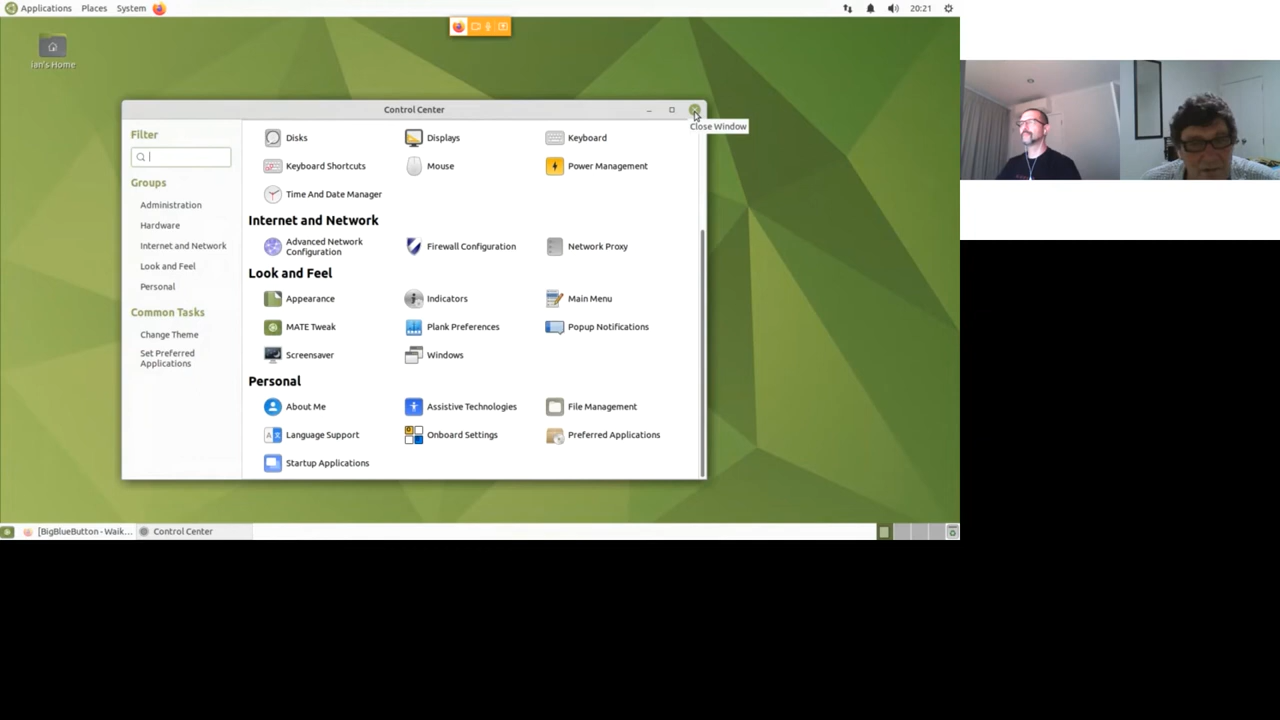 Applications Places System
20:21
ian's Home
Control Center
Close Window
Filter
Groups
Administration
Hardware
Internet and Network
Look and Feel
Personal
Common Tasks
Change Theme
Set Preferred
Applications
Disks
Displays
Keyboard
Keyboard Shortcuts
Mouse
Power Management
Time And Date Manager
Internet and Network
Advanced Network
Configuration
Firewall Configuration
Network Proxy
Look and Feel
Appearance
Indicators
Main Menu
MATE Tweak
Plank Preferences
Popup Notifications
Screensaver
Windows
Personal
About Me
Assistive Technologies
File Management
Language Support
Onboard Settings
Preferred Applications
Startup Applications
[BigBlueButton - Waik...
Control Center